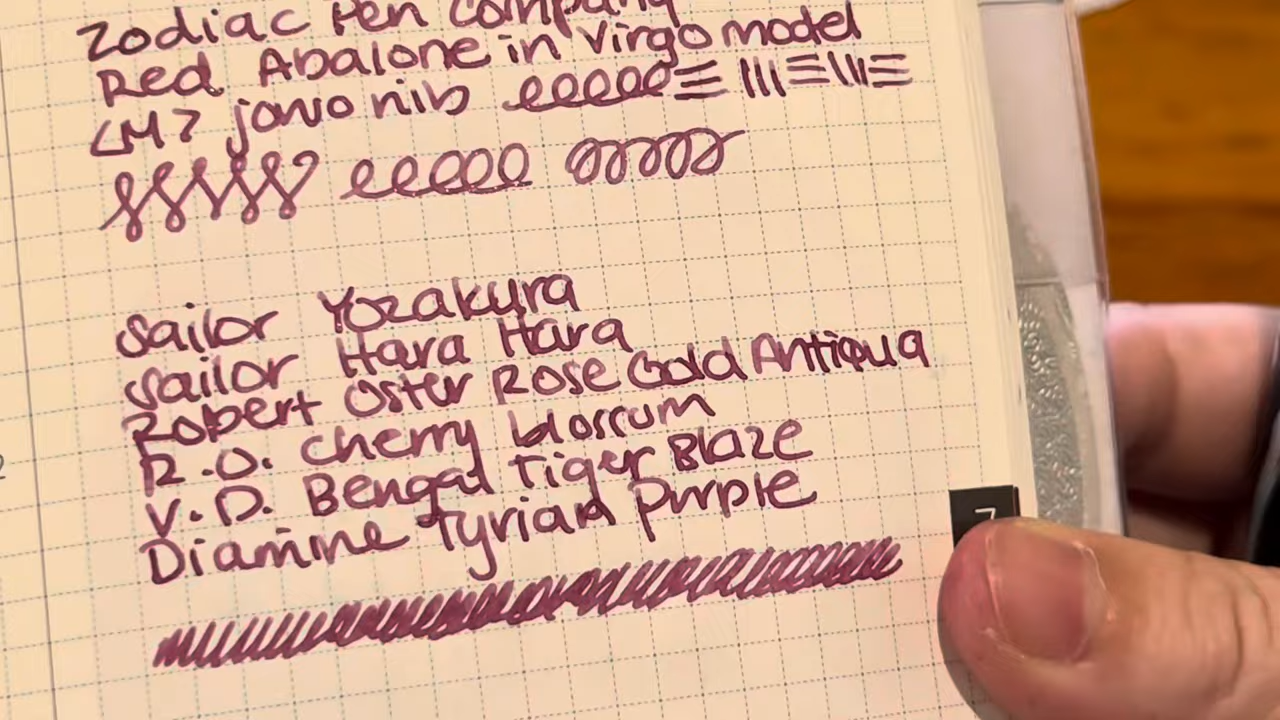 Zodiac Pen Company
Red Abalone in Virgo model
<M> jowo nib
Sailor Yozakura
Sailor Hara Hara
Robert Oster Rose Gold Antiqua
R.O. Cherry blossum
V.D. Bengal Tiger Blaze
Diamine Tyrian Purple
7